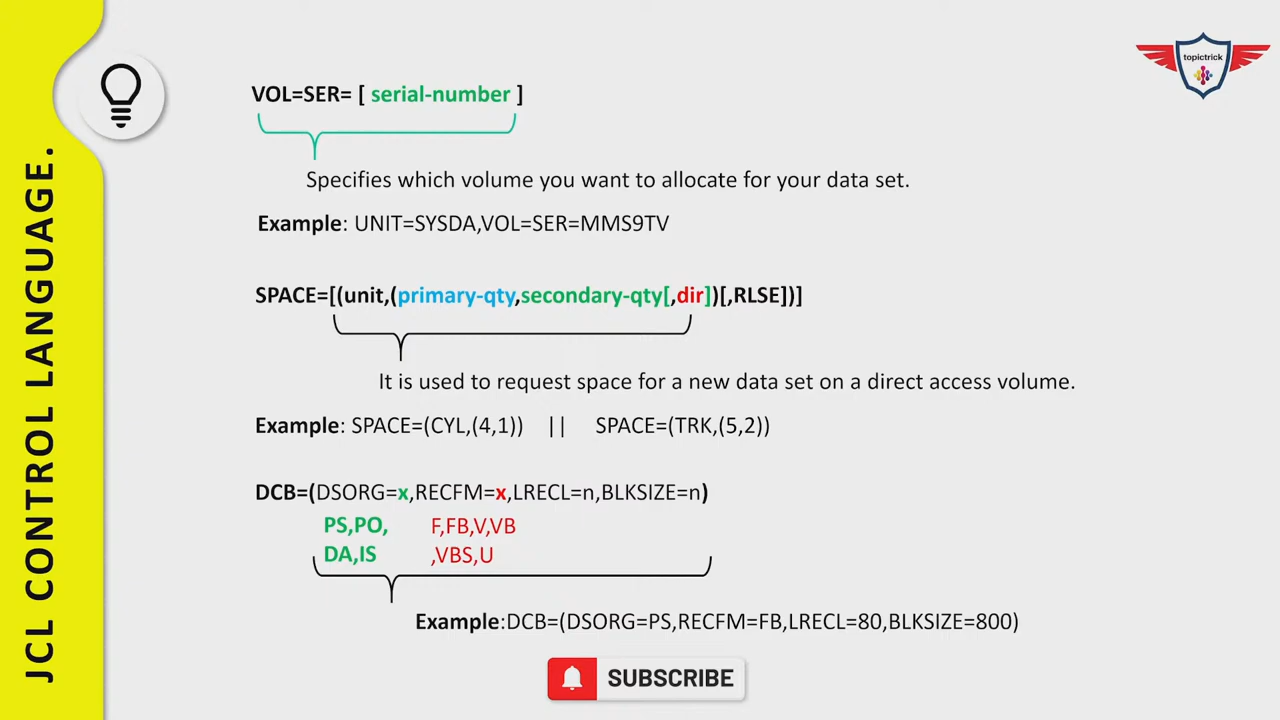 topictrick
JCL CONTROL LANGUAGE.
VOL=SER= [ serial-number ]
Specifies which volume you want to allocate for your data set.
Example: UNIT=SYSDA,VOL=SER=MMS9TV
SPACE=[(unit,(primary-qty,secondary-qty[,dir])[,RLSE])]
It is used to request space for a new data set on a direct access volume.
Example: SPACE=(CYL,(4,1)) || SPACE=(TRK,(5,2))
DCB=(DSORG=x,RECFM=x,LRECL=n,BLKSIZE=n)
PS,PO, F,FB,V,VB
DA,IS ,VBS,U
Example:DCB=(DSORG=PS,RECFM=FB,LRECL=80,BLKSIZE=800)
SUBSCRIBE